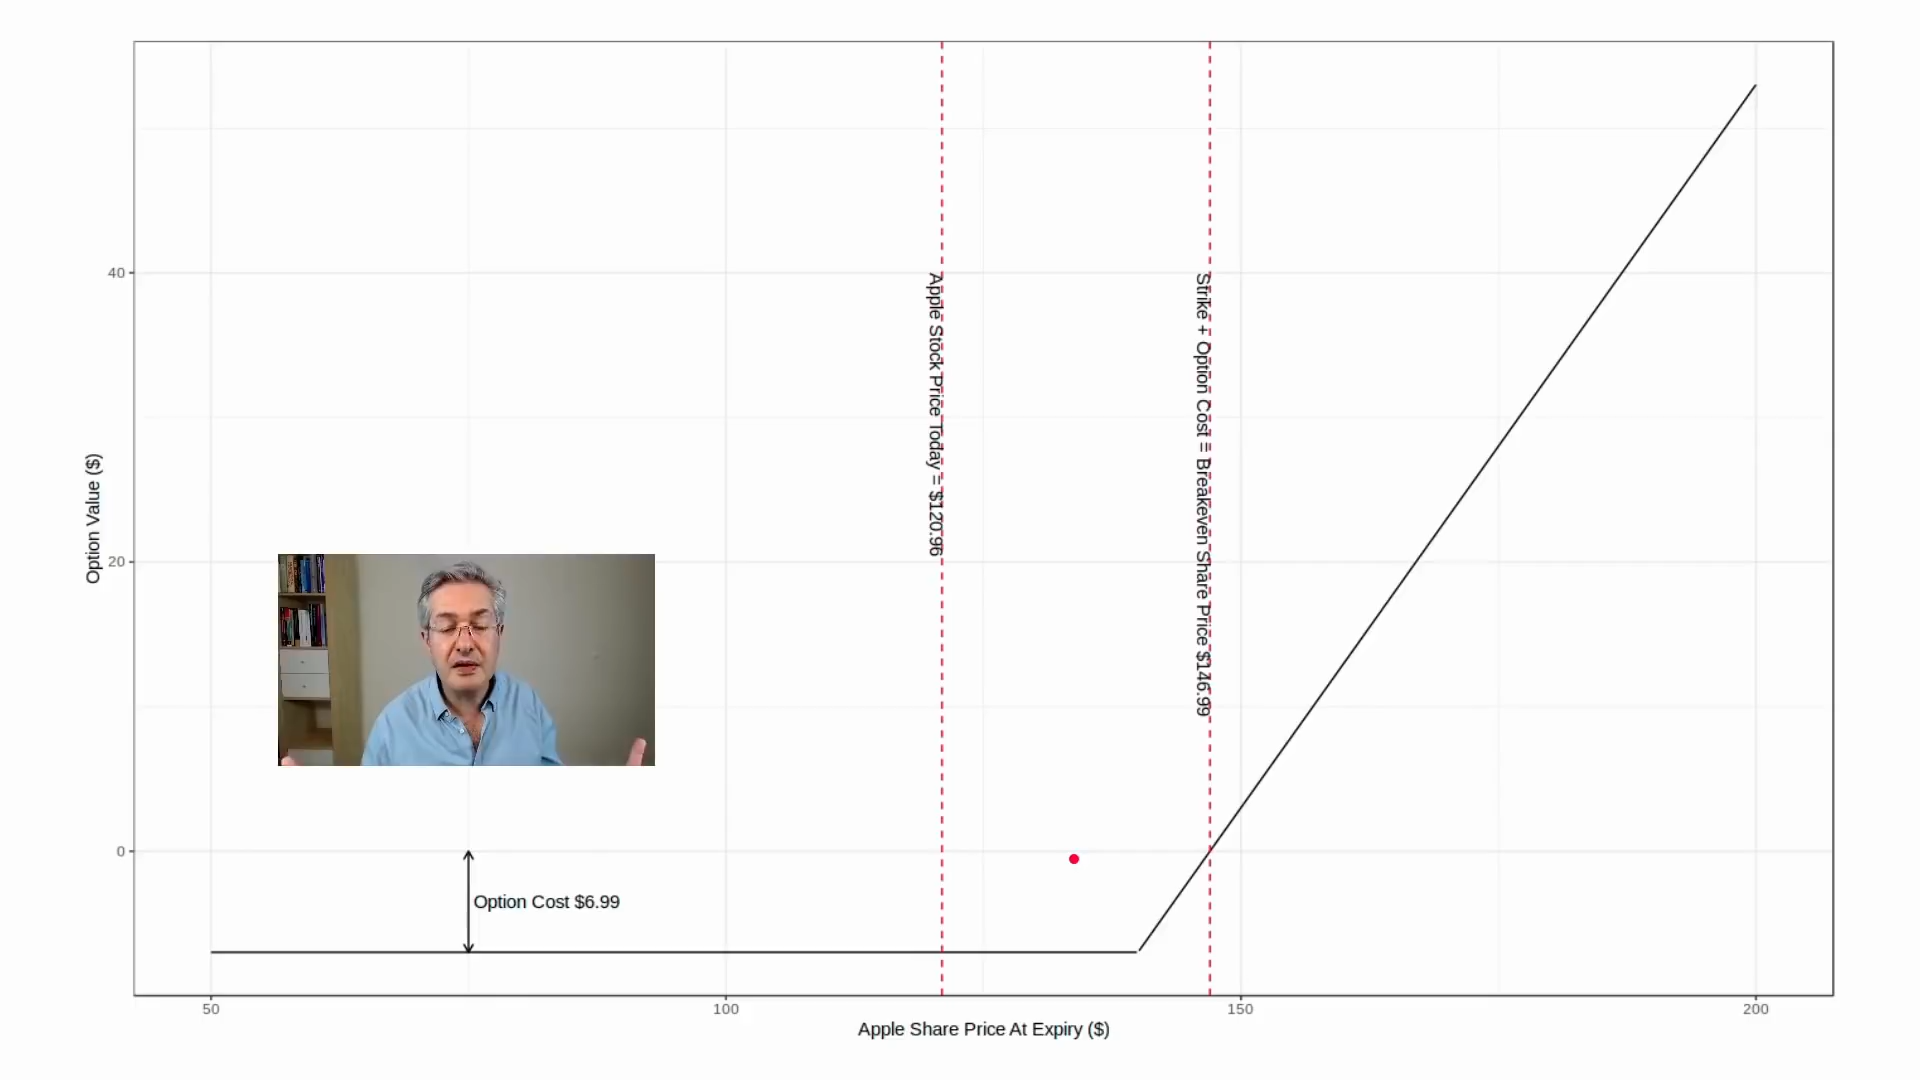 40
20
0
Option Value ($)
Apple Stock Price Today = $120.96
Strike + Option Cost = Breakeven Share Price $146.99
Option Cost $6.99
50
100
150
200
Apple Share Price At Expiry ($)